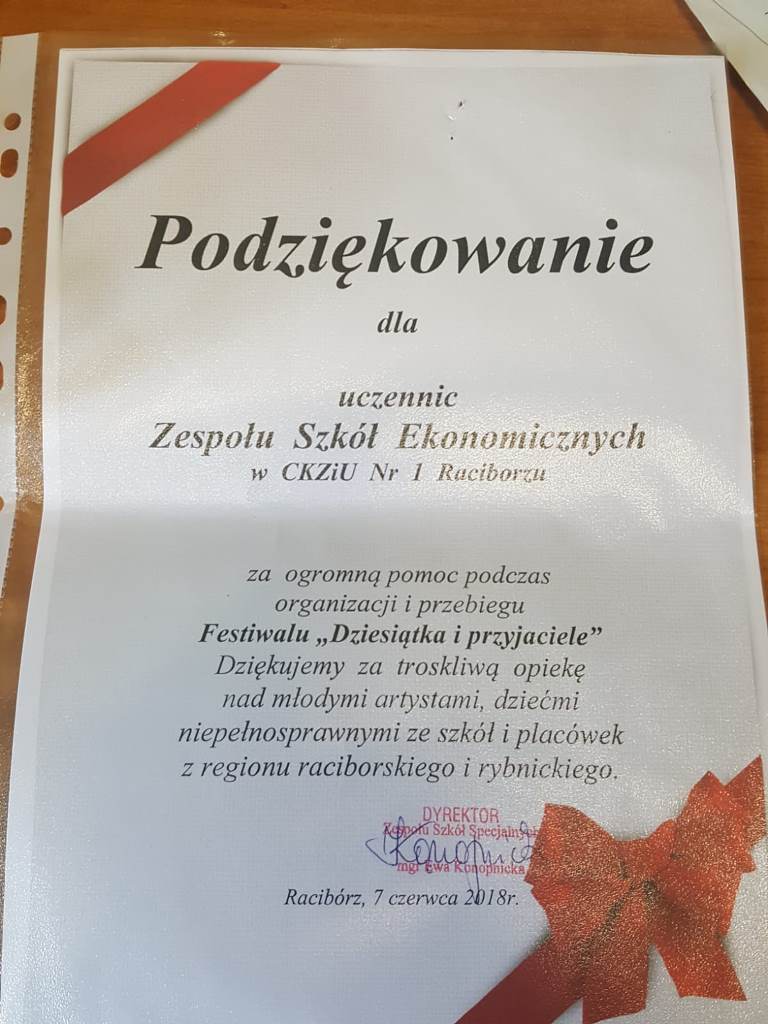 Podziękowanie
dla
uczennic
Zespołu Szkół Ekonomicznych
w CKZiU Nr 1 Raciborzu
za ogromną pomoc podczas
organizacji i przebiegu
Festiwalu „Dziesiątka i przyjaciele”
Dziękujemy za troskliwą opiekę
nad młodymi artystami, dziećmi
niepełnosprawnymi ze szkół i placówek
z regionu raciborskiego i rybnickiego.
DYREKTOR
Zespołu Szkół Specjalnych
mgr Ewa Konopnicka
Racibórz, 7 czerwca 2018r.